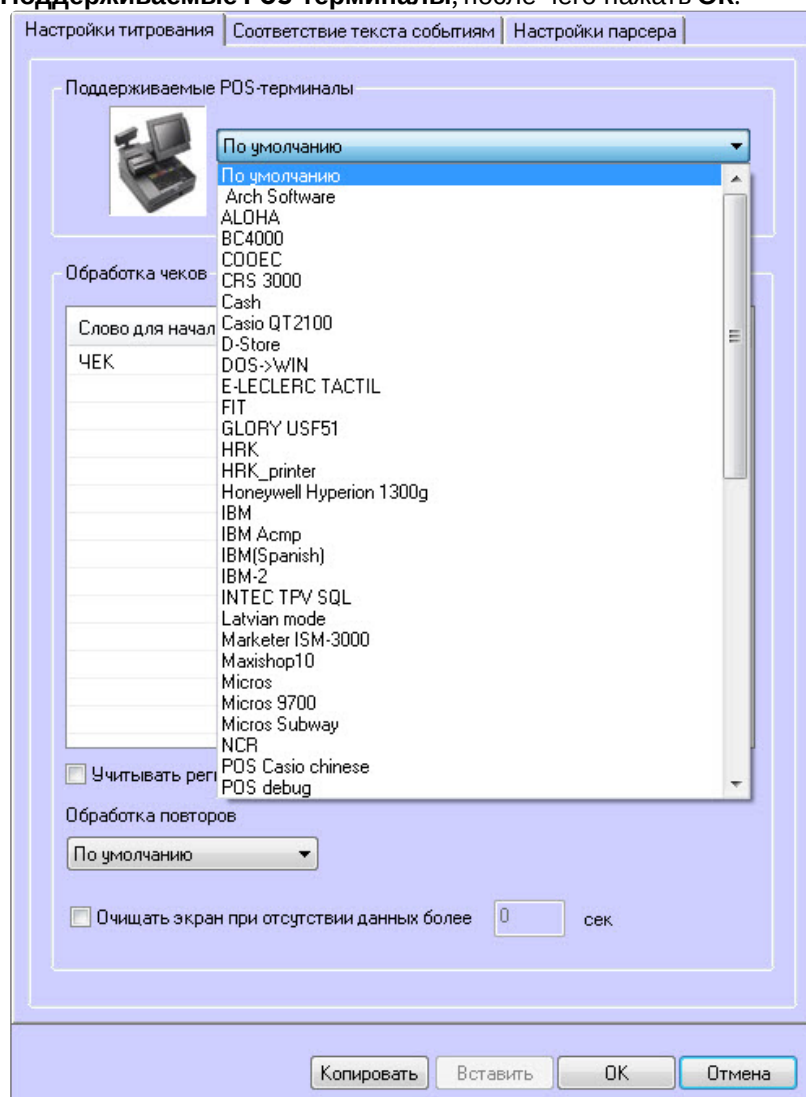 Поддерживаемые POS-терминалы, после чего нажать ОК.
Настройки титрования Соответствие текста событиям Настройки парсера
Поддерживаемые POS-терминалы
По умолчанию
По умолчанию
Arch Software
ALOHA
BC4000
COOEC
CRS 3000
Cash
Casio QT2100
D-Store
DOS->WIN
E-LECLERC TACTIL
FIT
GLORY USF51
HRK
HRK_printer
Honeywell Hyperion 1300g
IBM
IBM Acmp
IBM(Spanish)
IBM-2
INTEC TPV SQL
Latvian mode
Marketer ISM-3000
Maxishop10
Micros
Micros 9700
Micros Subway
NCR
POS Casio chinese
POS debug
Обработка чеков
Слово для начал
ЧЕК
Учитывать реги
Обработка повторов
По умолчанию
Очищать экран при отсутствии данных более 0 сек
Копировать Вставить OK Отмена